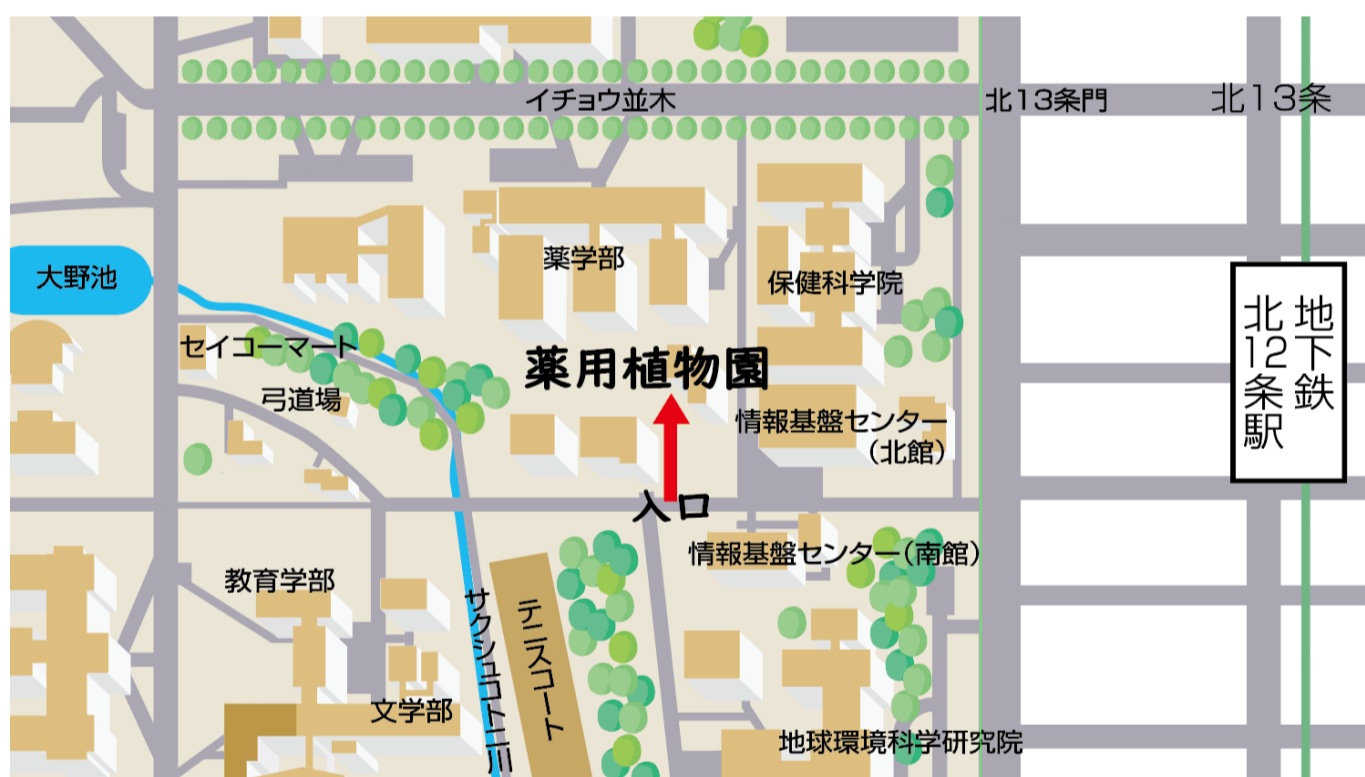 イチョウ並木
北13条門
北13条
大野池
薬学部
保健科学院
地下鉄
北12条駅
セイコーマート
薬用植物園
弓道場
情報基盤センター
（北館）
入口
情報基盤センター（南館）
教育学部
サクシュコトニ川
テニスコート
文学部
地球環境科学研究院